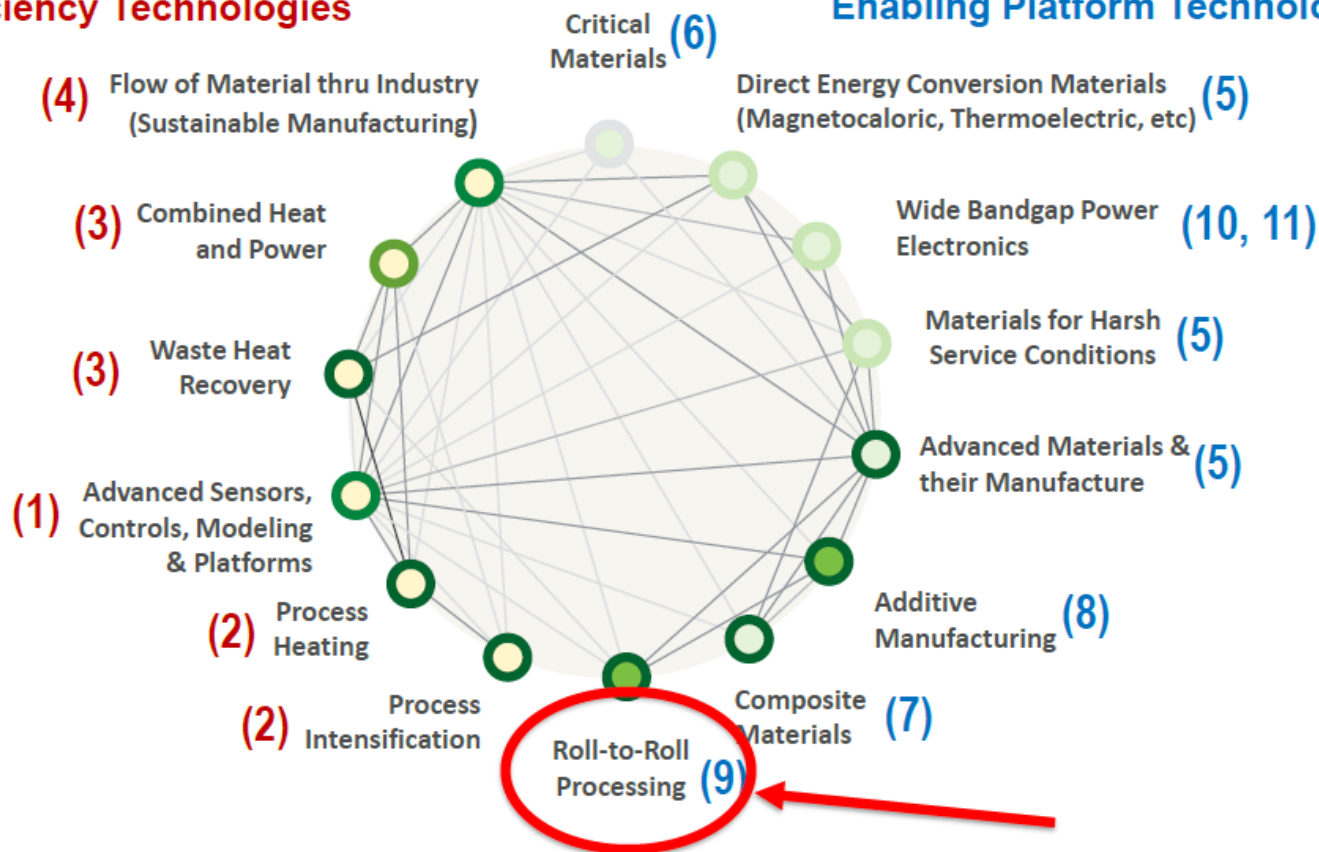 ciency Technologies
Enabling Platform Technolo
Critical
Materials (6)
(4) Flow of Material thru Industry
(Sustainable Manufacturing)
Direct Energy Conversion Materials
(Magnetocaloric, Thermoelectric, etc) (5)
(3) Combined Heat
and Power
Wide Bandgap Power
Electronics (10, 11)
(3) Waste Heat
Recovery
Materials for Harsh
Service Conditions (5)
(1) Advanced Sensors,
Controls, Modeling
& Platforms
Advanced Materials &
their Manufacture (5)
(2) Process
Heating
Additive
Manufacturing (8)
(2) Process
Intensification
Composite
Materials (7)
Roll-to-Roll
Processing (9)